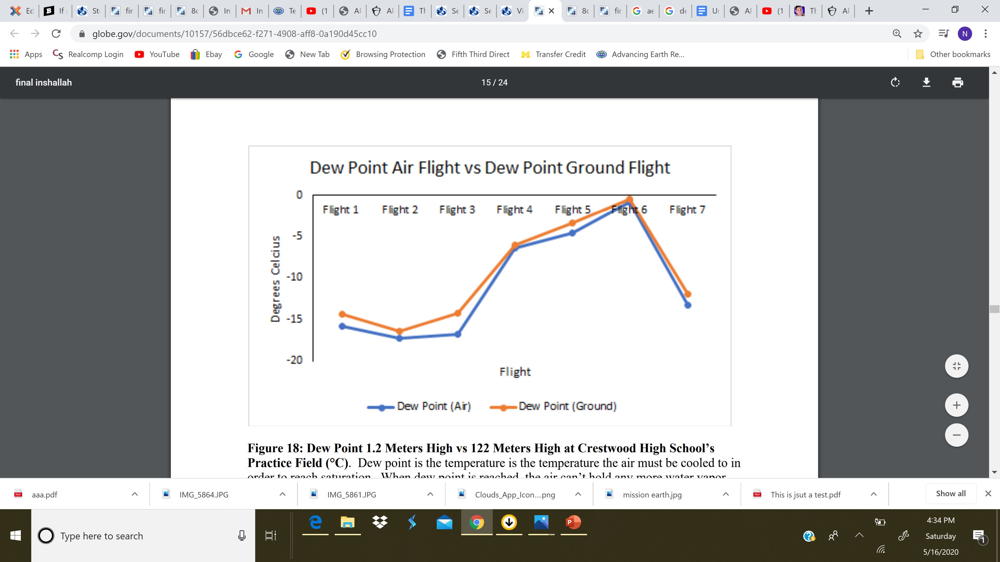 Ed
If
St
fir
fir
8c
In
In
Te
(1
Al
Th
Se
Se
Vi
8c
fir
ae
de
Ur
(1
Th
globe.gov/documents/10157/56dbce62-f271-4908-aff8-0a190d45cc10
N
Apps
Realcomp Login
YouTube
Ebay
Google
New Tab
Browsing Protection
Fifth Third Direct
Transfer Credit
Advancing Earth Re...
Other bookmarks
final inshallah
15 / 24
Dew Point Air Flight vs Dew Point Ground Flight
0
Flight 1 Flight 2 Flight 3 Flight 4 Flight 5 Flight 6 Flight 7
-5
-10
-15
-20
Degrees Celcius
Flight
Dew Point (Air) Dew Point (Ground)
Figure 18: Dew Point 1.2 Meters High vs 122 Meters High at Crestwood High School’s
Practice Field (°C). Dew point is the temperature is the temperature the air must be cooled to in
order to reach saturation. When dew point is reached, the air can’t hold any more water vapor
aaa.pdf
IMG_5864.JPG
IMG_5861.JPG
Clouds_App_Icon....png
mission earth.jpg
This is jsut a test.pdf
Show all
Type here to search
4:34 PM
Saturday
5/16/2020
1